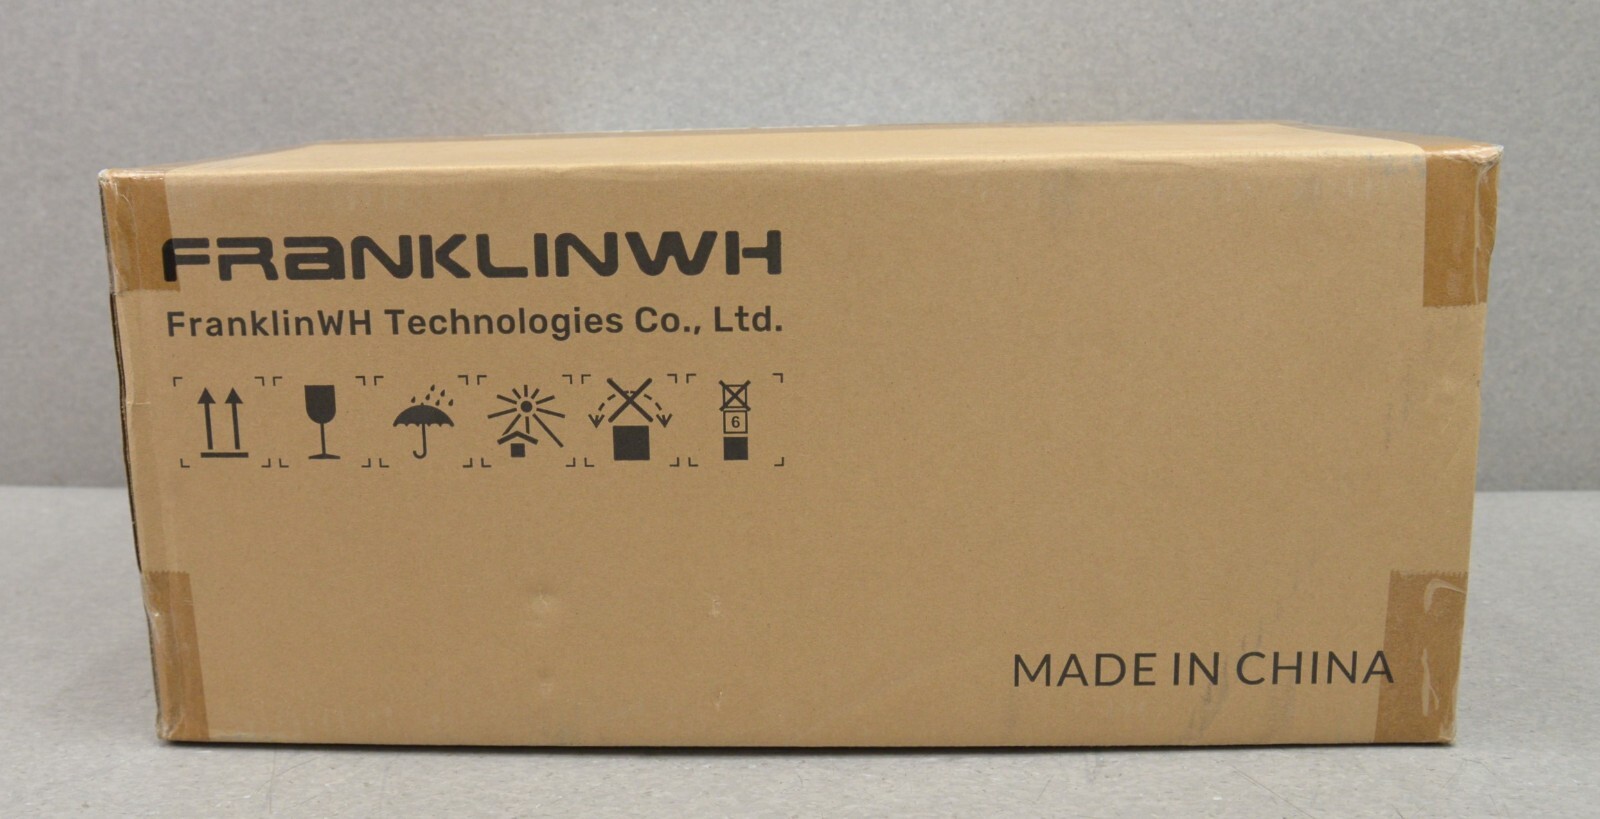 FRANKLINWH
FranklinWH Technologies Co., Ltd.
6
MADE IN CHINA